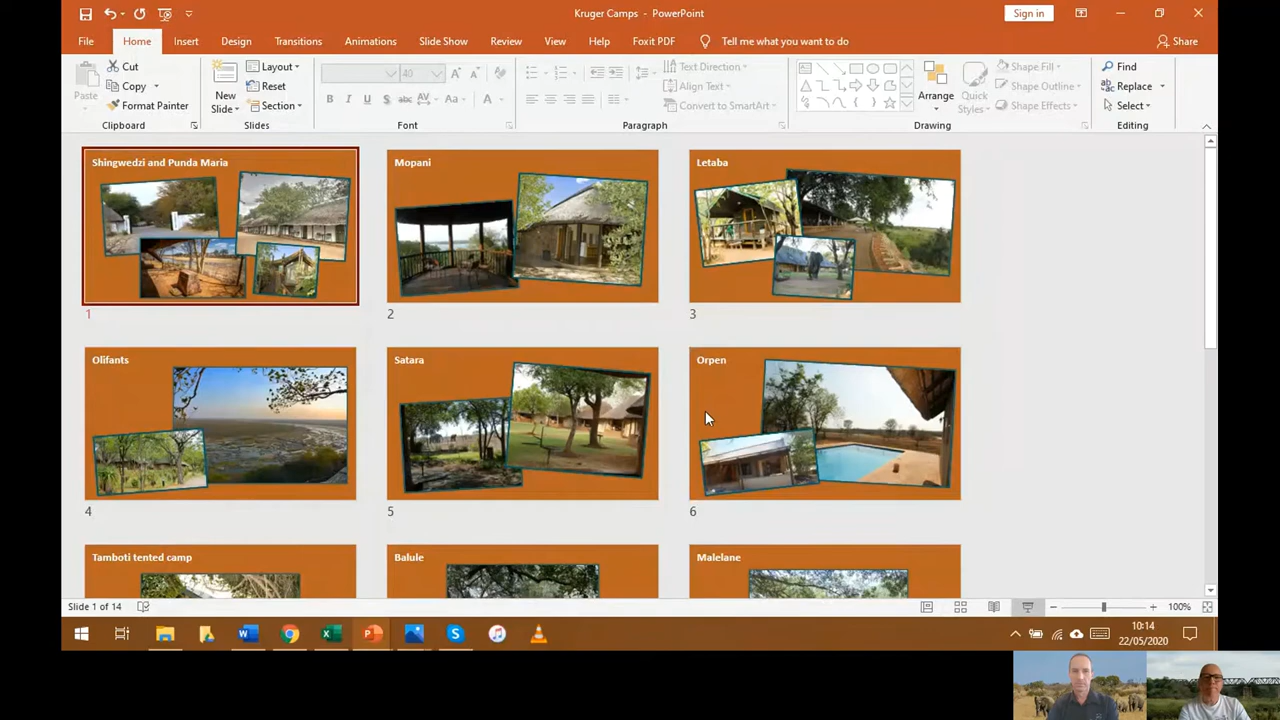 Kruger Camps - PowerPoint
Sign in
File Home Insert Design Transitions Animations Slide Show Review View Help Foxit PDF Tell me what you want to do Share
Paste
Cut
Copy
Format Painter
Clipboard
New Slide
Layout
Reset
Section
Slides
40
B I U S abc AV Aa A
Font
Text Direction
Align Text
Convert to SmartArt
Paragraph
Arrange
Quick Styles
Shape Fill
Shape Outline
Shape Effects
Drawing
Find
Replace
Select
Editing
Shingwedzi and Punda Maria
Mopani
Letaba
1
2
3
Olifants
Satara
Orpen
4
5
6
Tamboti tented camp
Balule
Malelane
Slide 1 of 14
100%
10:14
22/05/2020